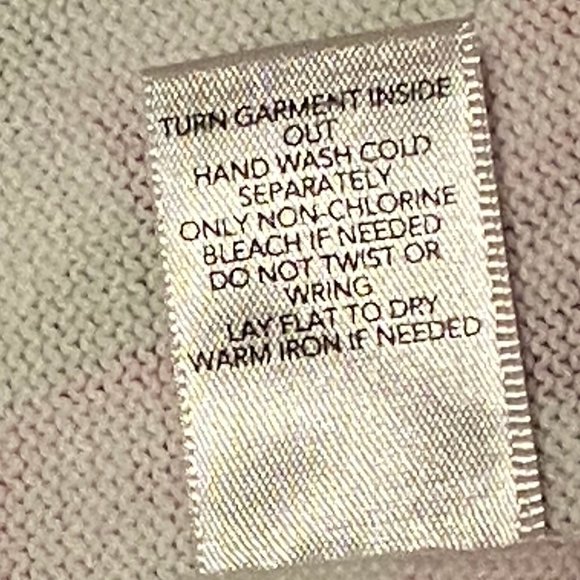 TURN GARMENT INSIDE
OUT
HAND WASH COLD
SEPARATELY
ONLY NON-CHLORINE
BLEACH IF NEEDED
DO NOT TWIST OR
WRING
LAY FLAT TO DRY
WARM IRON IF NEEDED